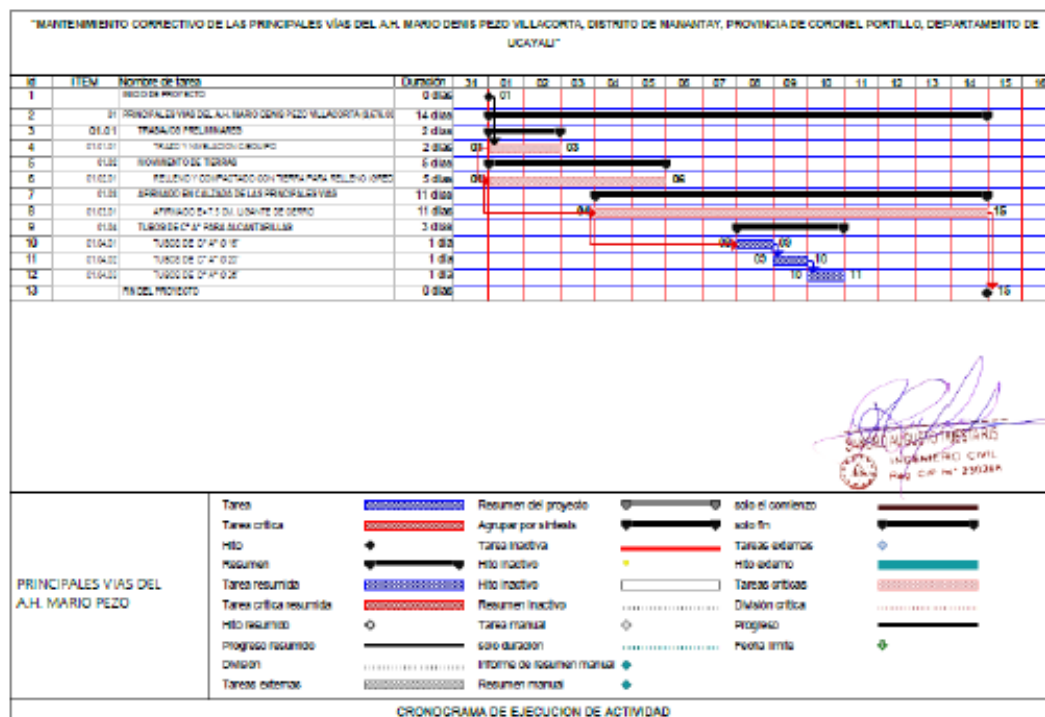 "MANTENIMIENTO CORRECTIVO DE LAS PRINCIPALES VÍAS DEL A.H. MARIO DENIS PEZO VILLACORTA, DISTRITO DE MANANTAY, PROVINCIA DE CORONEL PORTILLO, DEPARTAMENTO DE
UCAYALI"
Id ITEM Nombre de tarea Duración 31 01 02 03 04 05 06 07 08 09 10 11 12 13 14 15 16
1 INICIO DE PROYECTO 0 días 01
2 01 PRINCIPALES VIAS DEL A.H. MARIO DENIS PEZO VILLACORTA 14 días
3 01.01 TRABAJOS PRELIMINARES 2 días
4 01.01.01 TRAZO Y NIVELACION C/EQUIPO 2 días 01 03
5 01.02 MOVIMIENTO DE TIERRAS 5 días
6 01.02.01 RELLENO Y COMPACTADO CON TIERRA PARA RELLENO 5 días 06
7 01.03 AFIRMADO EN CALZADA DE LAS PRINCIPALES VIAS 11 días
8 01.03.01 AFIRMADO LIGANTE DE CERRO 11 días 04 15
9 01.04 TUBOS DE PARA ALCANTARILLAS 3 días
10 01.04.01 TUBOS DE 1 día 09
11 01.04.02 TUBOS DE 1 día 09 10
12 01.04.03 TUBOS DE 1 día 10 11
13 FIN DEL PROYECTO 0 días 15
INGENIERO CIVIL
Reg. CIP Nº
Tarea Resumen del proyecto solo el comienzo
Tarea crítica Agrupar por síntesis solo fin
Hito Tarea inactiva Tareas externas
Resumen Hito inactivo Hito externo
PRINCIPALES VIAS DEL
A.H. MARIO PEZO
Tarea resumida Hito inactivo Tareas críticas
Tarea crítica resumida Resumen inactivo División crítica
Hito resumido Tarea manual Progreso
Progreso resumido solo duración Fecha límite
División Informe de resumen manual
Tareas externas Resumen manual
CRONOGRAMA DE EJECUCION DE ACTIVIDAD